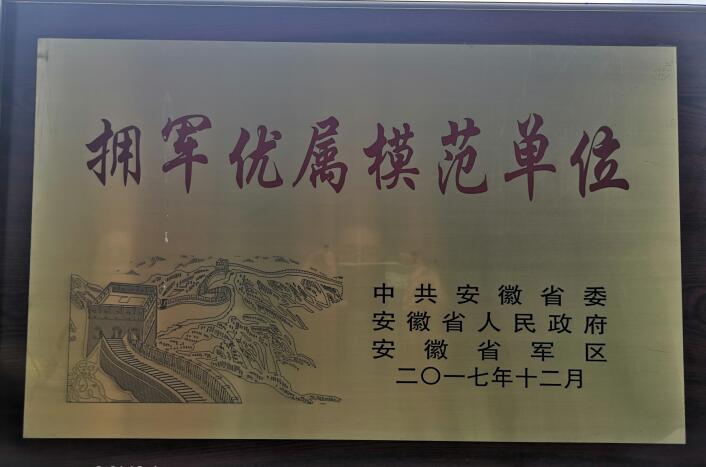 拥军优属模范单位
中共安徽省委
安徽省人民政府
安徽省军区
二〇一七年十二月